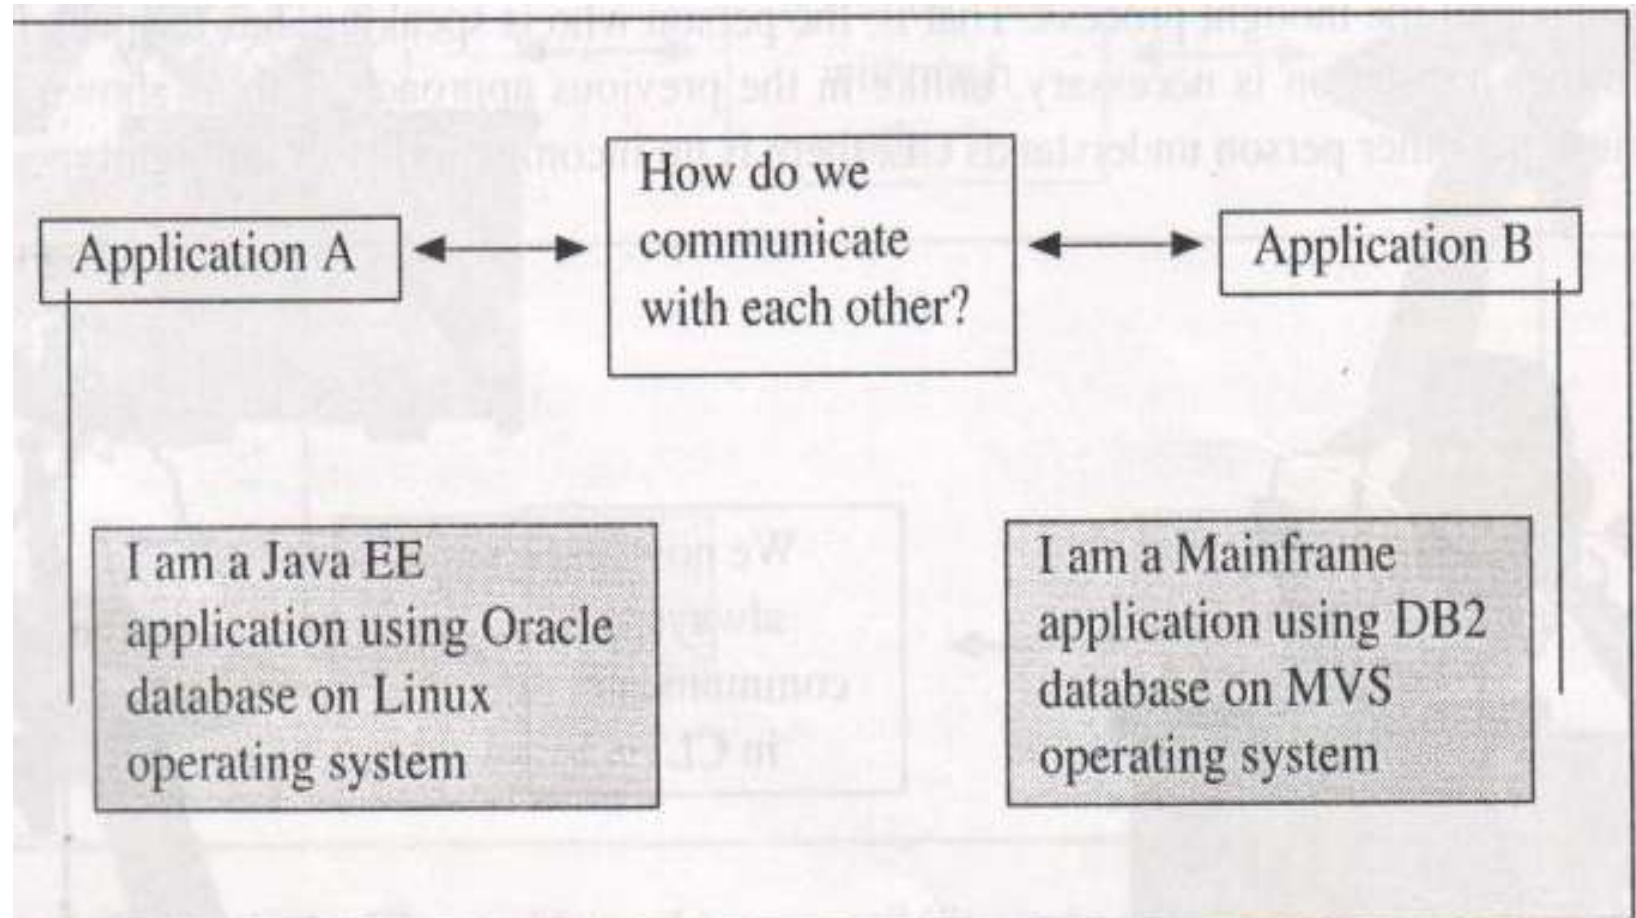 How do we
communicate
with each other?
Application A
Application B
I am a Java EE
application using Oracle
database on Linux
operating system
I am a Mainframe
application using DB2
database on MVS
operating system